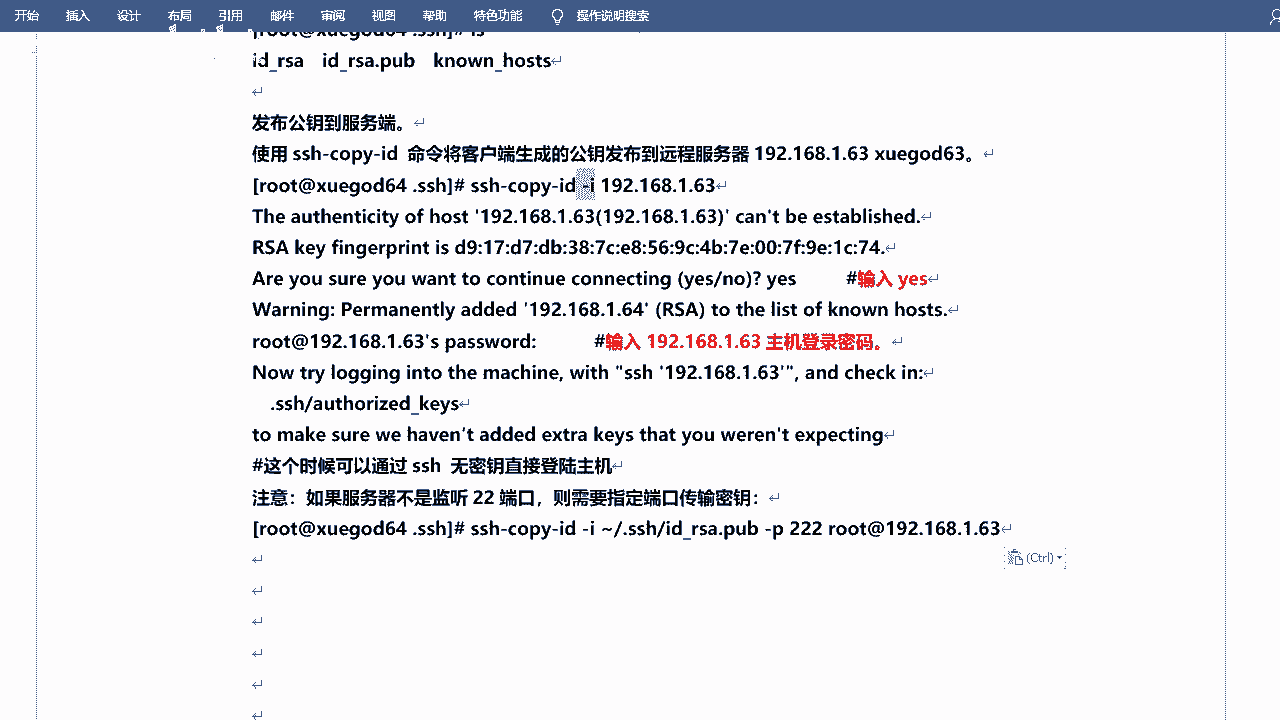 开始 插入 设计 布局 引用 邮件 审阅 视图 帮助 特色功能 操作说明搜索
[root@xuegod64 .ssh]# ls
id_rsa id_rsa.pub known_hosts
发布公钥到服务端。
使用 ssh-copy-id 命令将客户端生成的公钥发布到远程服务器 192.168.1.63 xuegod63。
[root@xuegod64 .ssh]# ssh-copy-id -i 192.168.1.63
The authenticity of host '192.168.1.63(192.168.1.63)' can't be established.
RSA key fingerprint is d9:17:d7:db:38:7c:e8:56:9c:4b:7e:00:7f:9e:1c:74.
Are you sure you want to continue connecting (yes/no)? yes #输入 yes
Warning: Permanently added '192.168.1.64' (RSA) to the list of known hosts.
root@192.168.1.63's password: #输入 192.168.1.63 主机登录密码。
Now try logging into the machine, with "ssh '192.168.1.63'", and check in:
.ssh/authorized_keys
to make sure we haven't added extra keys that you weren't expecting
#这个时候可以通过 ssh 无密钥直接登陆主机
注意：如果服务器不是监听 22 端口，则需要指定端口传输密钥：
[root@xuegod64 .ssh]# ssh-copy-id -i ~/.ssh/id_rsa.pub -p 222 root@192.168.1.63
(Ctrl)